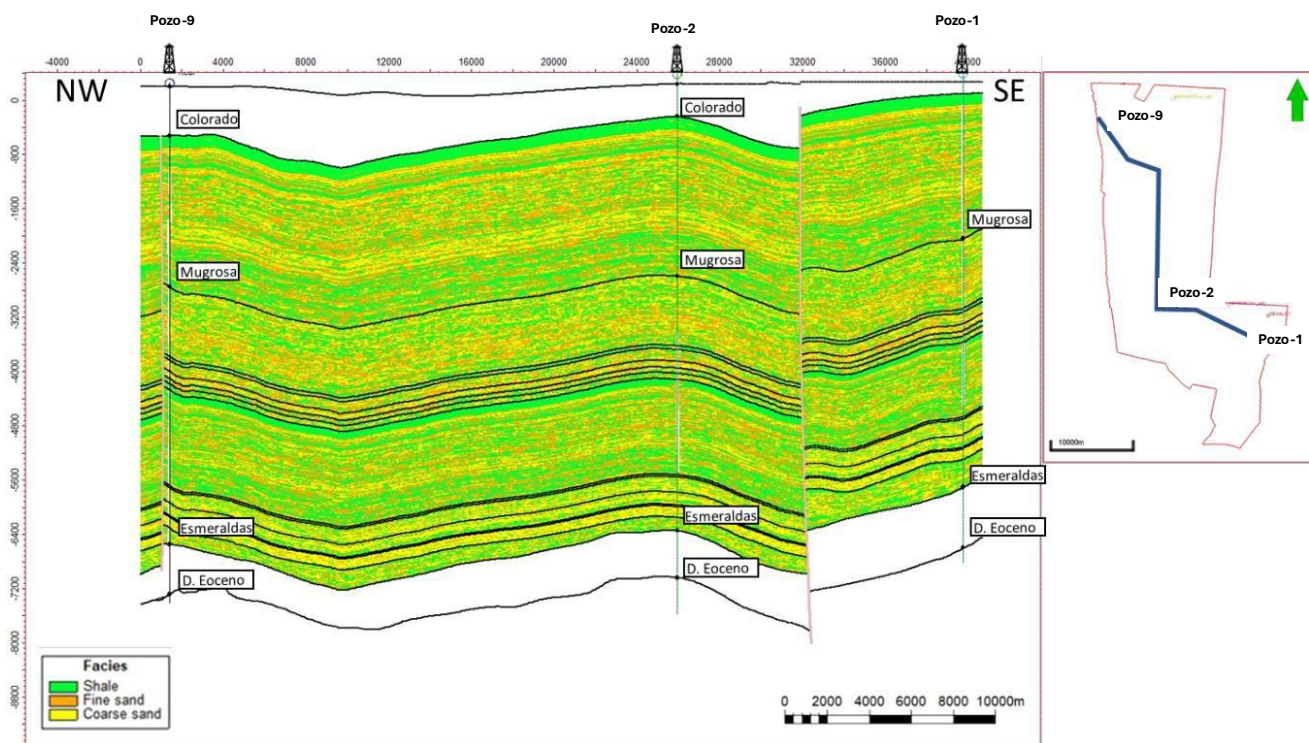 Pozo-9
Pozo-2
Pozo-1
-4000 0 4000 8000 12000 16000 20000 24000 28000 32000
NW
SE
0
-800
-1600
-2400
-3200
-4000
-4800
-5600
-6400
-7200
-8000
-8800
Colorado
Colorado
Mugrosa
Mugrosa
Mugrosa
Esmeraldas
Esmeraldas
Esmeraldas
D. Eoceno
D. Eoceno
D. Eoceno
Facies
Shale
Fine sand
Coarse sand
0 2000 4000 6000 8000 10000m
Pozo-9
Pozo-2
Pozo-1
10000m